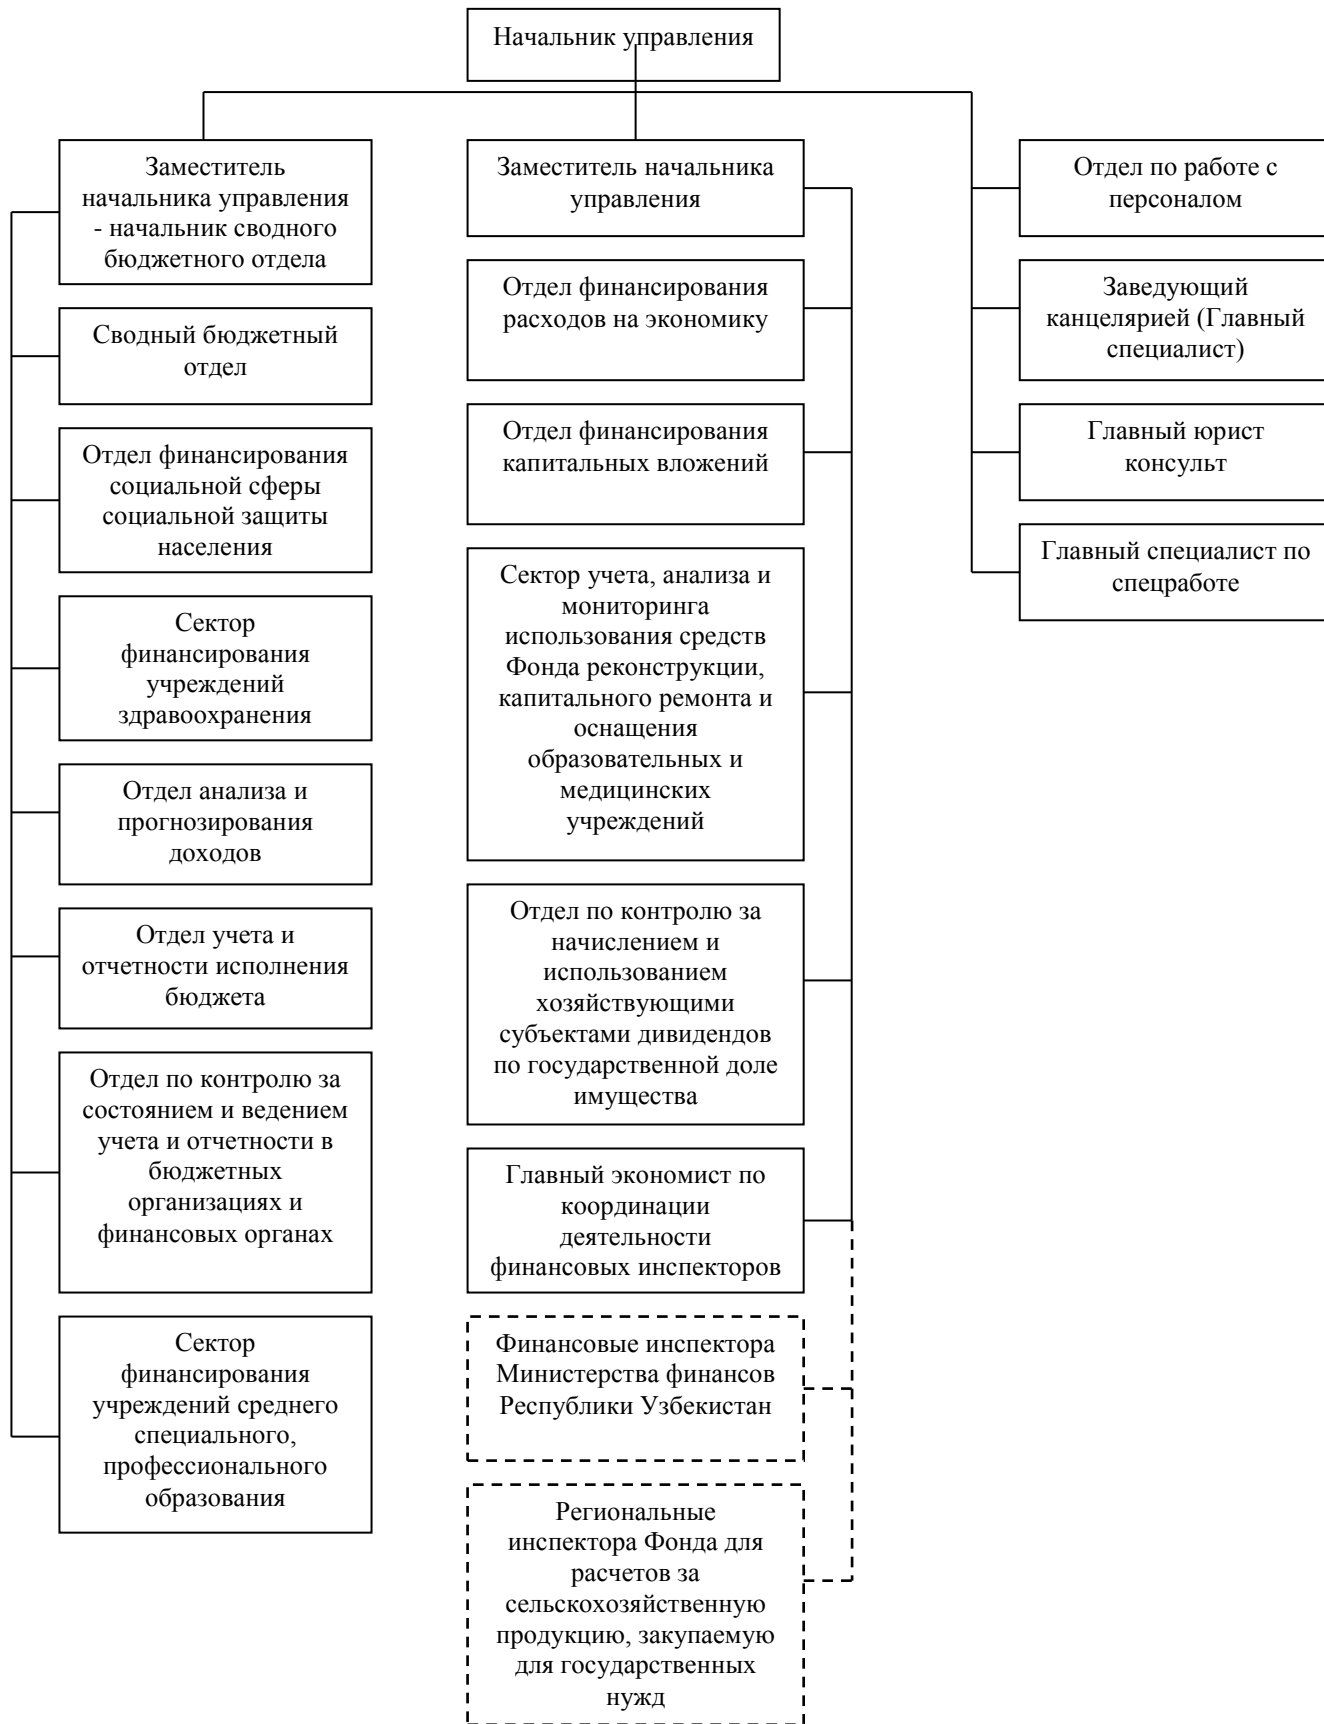 Начальник управления
Заместитель
начальника управления
- начальник сводного
бюджетного отдела
Сводный бюджетный
отдел
Отдел финансирования
социальной сферы
социальной защиты
населения
Сектор
финансирования
учреждений
здравоохранения
Отдел анализа и
прогнозирования
доходов
Отдел учета и
отчетности исполнения
бюджета
Отдел по контролю за
состоянием и ведением
учета и отчетности в
бюджетных
организациях и
финансовых органах
Сектор
финансирования
учреждений среднего
специального,
профессионального
образования
Заместитель начальника
управления
Отдел финансирования
расходов на экономику
Отдел финансирования
капитальных вложений
Сектор учета, анализа и
мониторинга
использования средств
Фонда реконструкции,
капитального ремонта и
оснащения
образовательных и
медицинских
учреждений
Отдел по контролю за
начислением и
использованием
хозяйствующими
субъектами дивидендов
по государственной доле
имущества
Главный экономист по
координации
деятельности
финансовых инспекторов
Финансовые инспектора
Министерства финансов
Республики Узбекистан
Региональные
инспектора Фонда для
расчетов за
сельскохозяйственную
продукцию, закупаемую
для государственных
нужд
Отдел по работе с
персоналом
Заведующий
канцелярией (Главный
специалист)
Главный юрист
консульт
Главный специалист по
спецработе